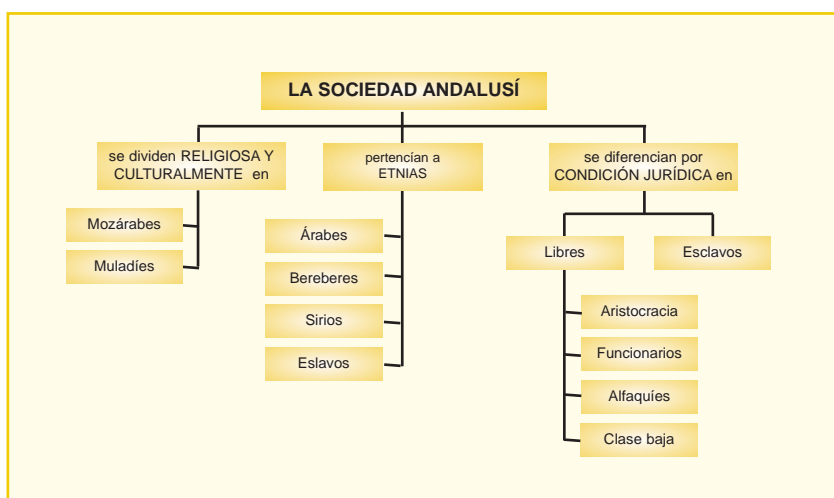 LA SOCIEDAD ANDALUSÍ
se dividen RELIGIOSA Y
CULTURALMENTE en
Mozárabes
Muladíes
pertencían a
ETNIAS
Árabes
Bereberes
Sirios
Eslavos
se diferencian por
CONDICIÓN JURÍDICA en
Libres
Esclavos
Aristocracia
Funcionarios
Alfaquíes
Clase baja